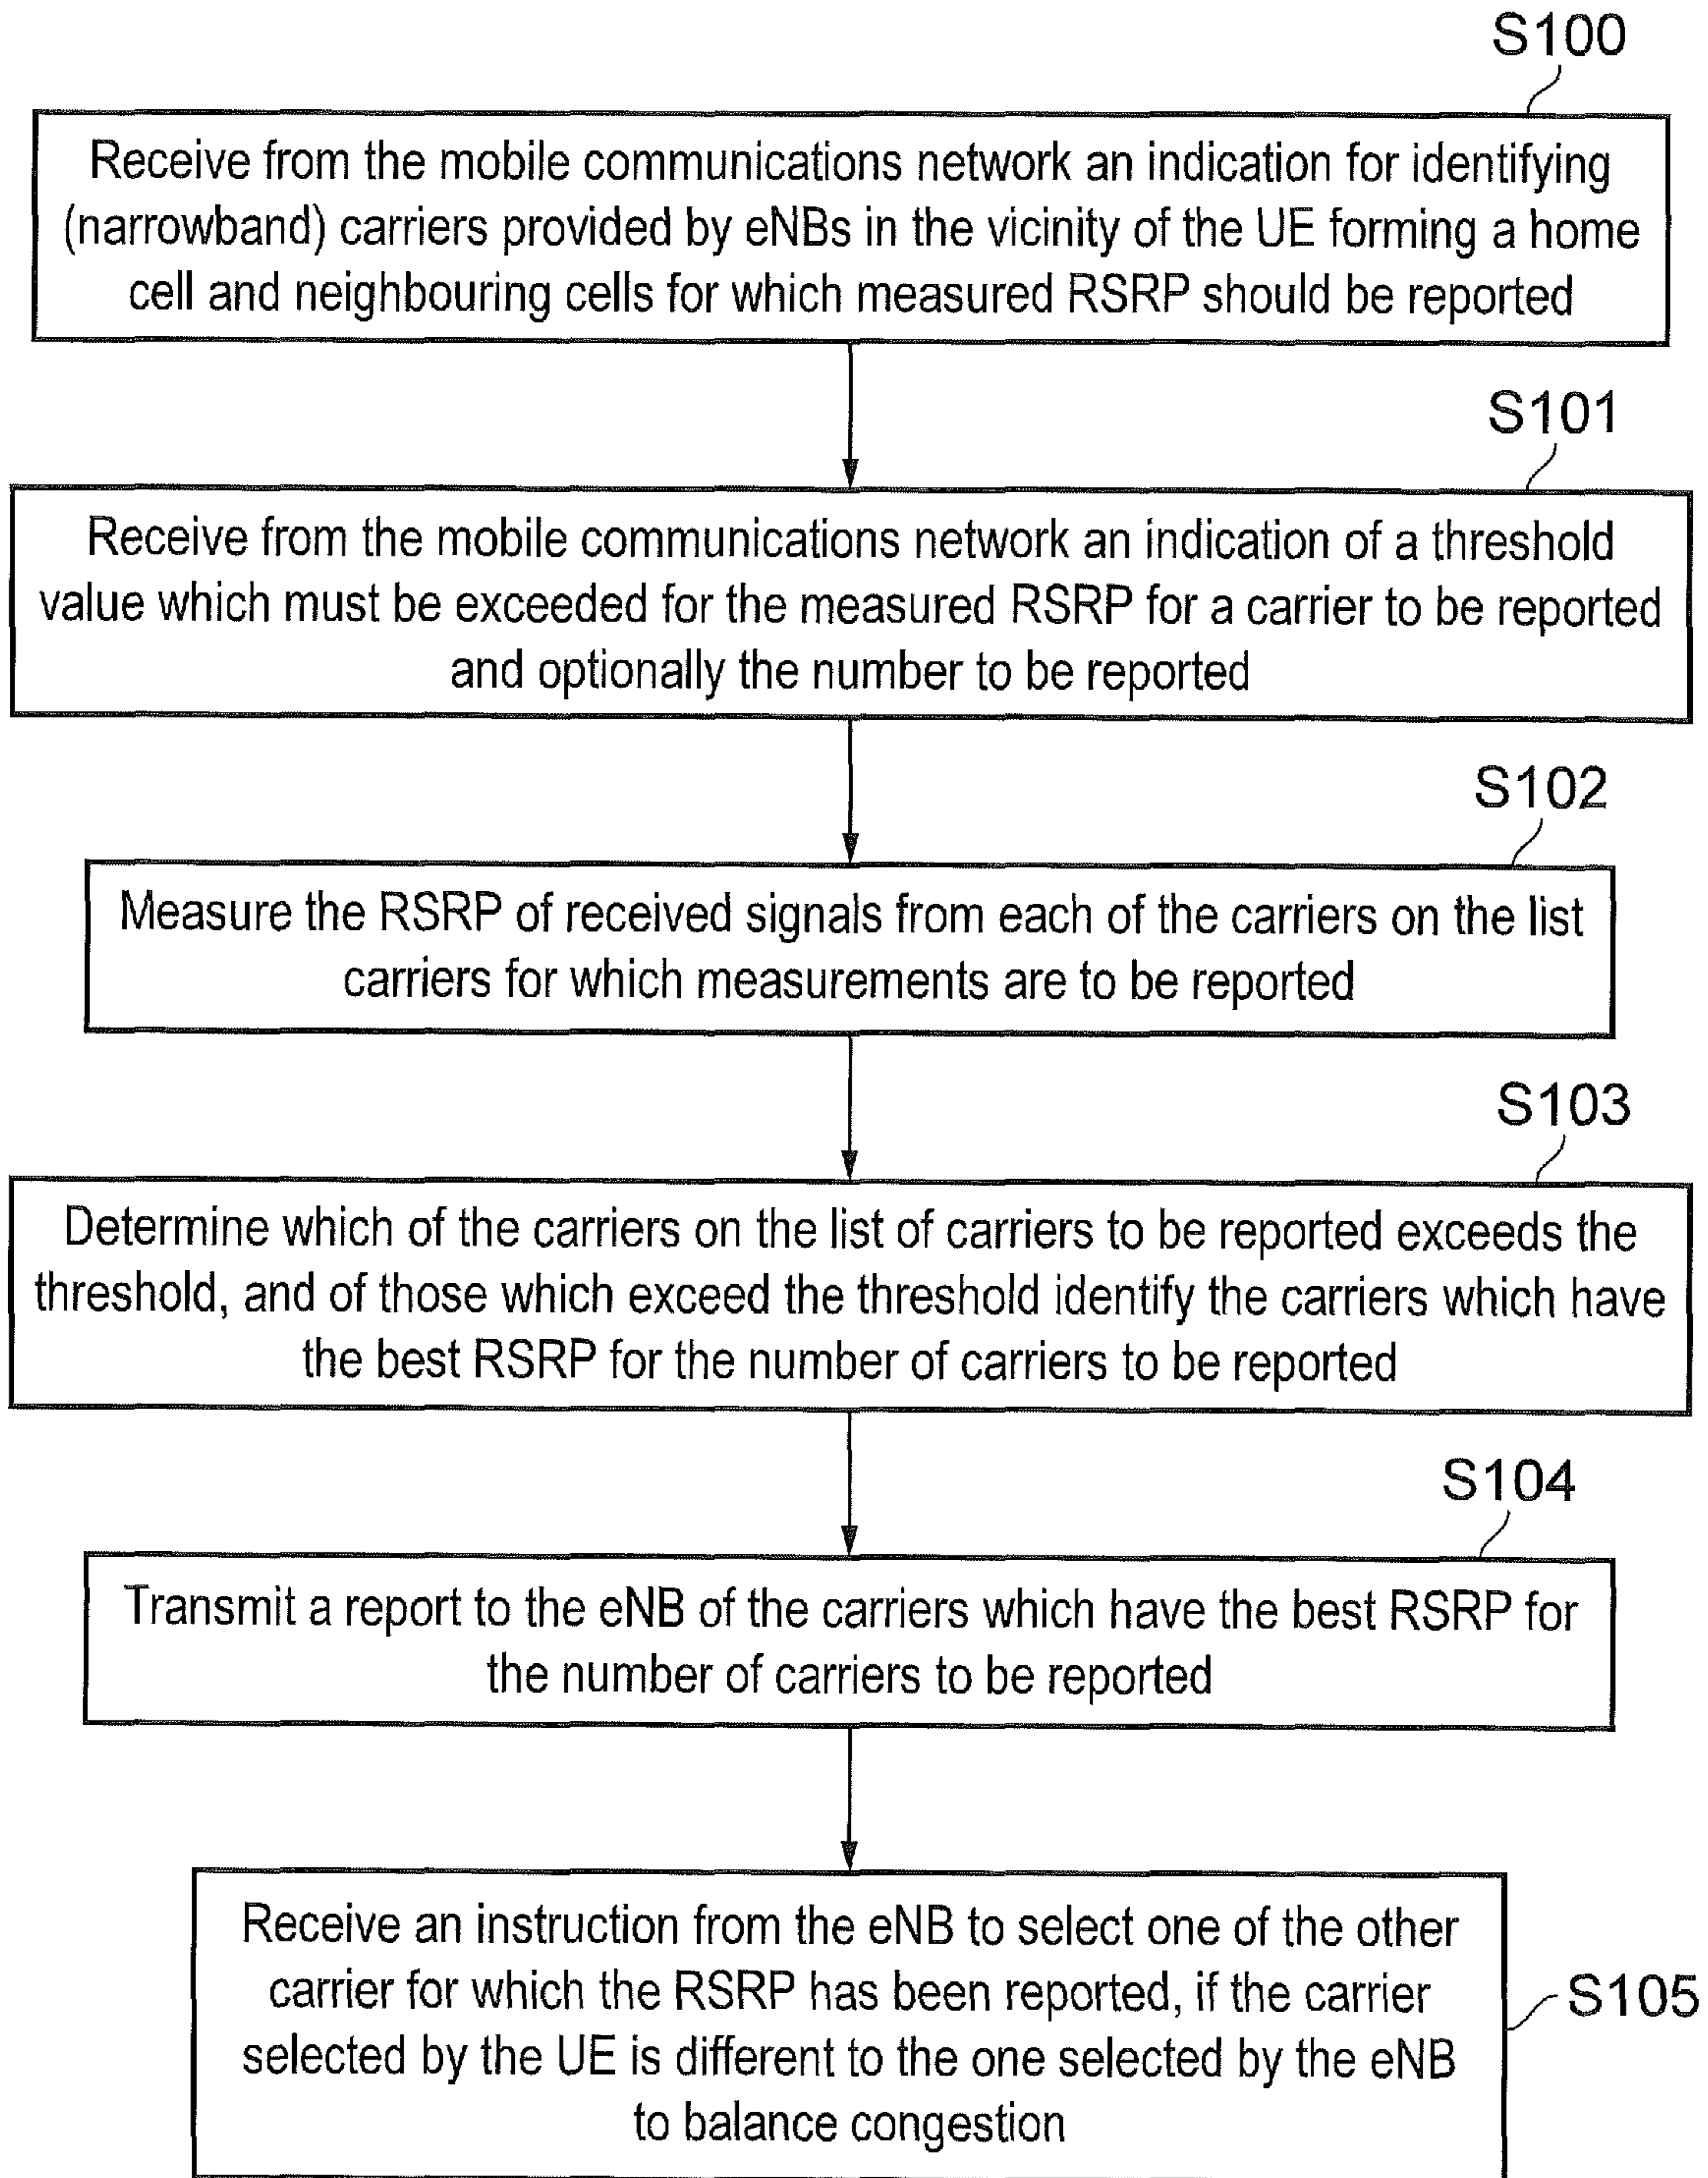 S100
Receive from the mobile communications network an indication for identifying
(narrowband) carriers provided by eNBs in the vicinity of the UE forming a home
cell and neighbouring cells for which measured RSRP should be reported
S101
Receive from the mobile communications network an indication of a threshold
value which must be exceeded for the measured RSRP for a carrier to be reported
and optionally the number to be reported
S102
Measure the RSRP of received signals from each of the carriers on the list
carriers for which measurements are to be reported
S103
Determine which of the carriers on the list of carriers to be reported exceeds the
threshold, and of those which exceed the threshold identify the carriers which have
the best RSRP for the number of carriers to be reported
S104
Transmit a report to the eNB of the carriers which have the best RSRP for
the number of carriers to be reported
Receive an instruction from the eNB to select one of the other
carrier for which the RSRP has been reported, if the carrier
selected by the UE is different to the one selected by the eNB
to balance congestion
S105